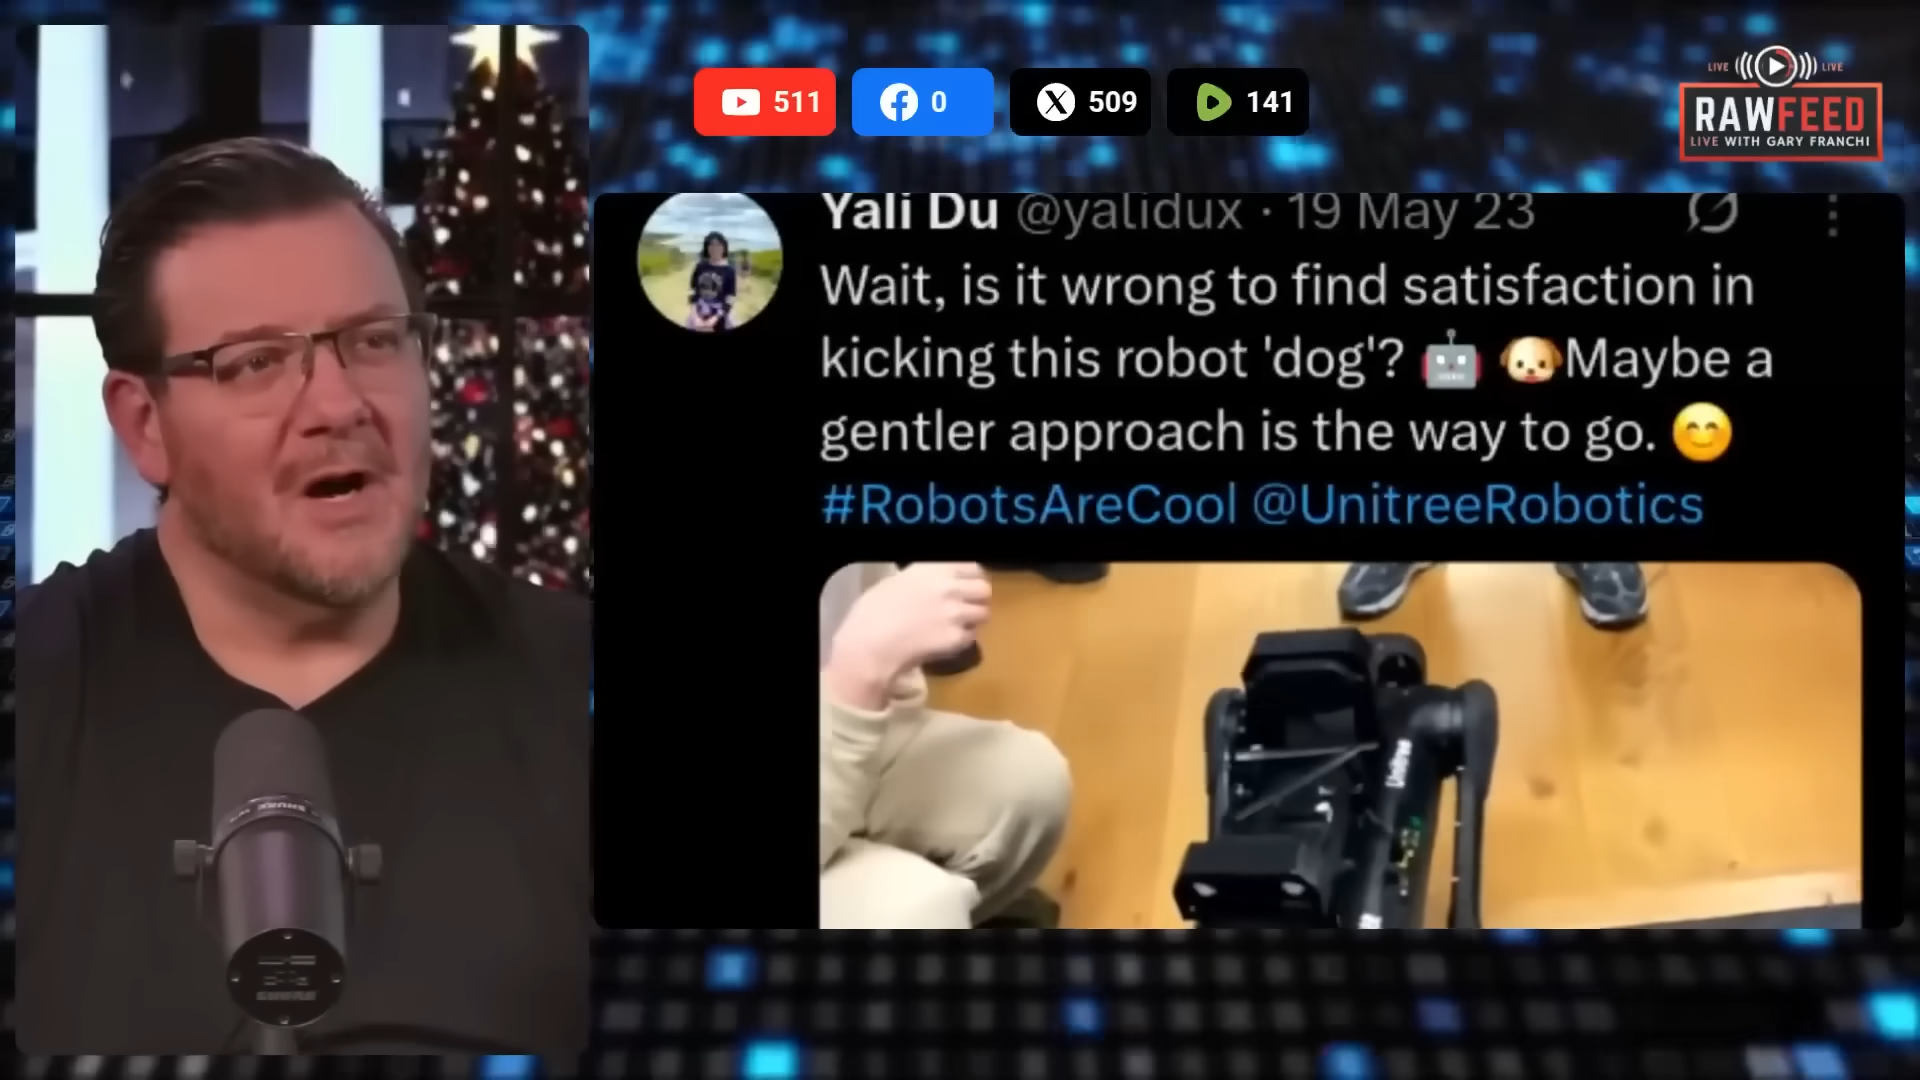 511
0
509
141
LIVE LIVE
RAWFEED
LIVE WITH GARY FRANCHI
Yali Du @yalidux · 19 May 23
Wait, is it wrong to find satisfaction in
kicking this robot 'dog'? 🤖 🐶Maybe a
gentler approach is the way to go. 😊
#RobotsAreCool @UnitreeRobotics
Unitree